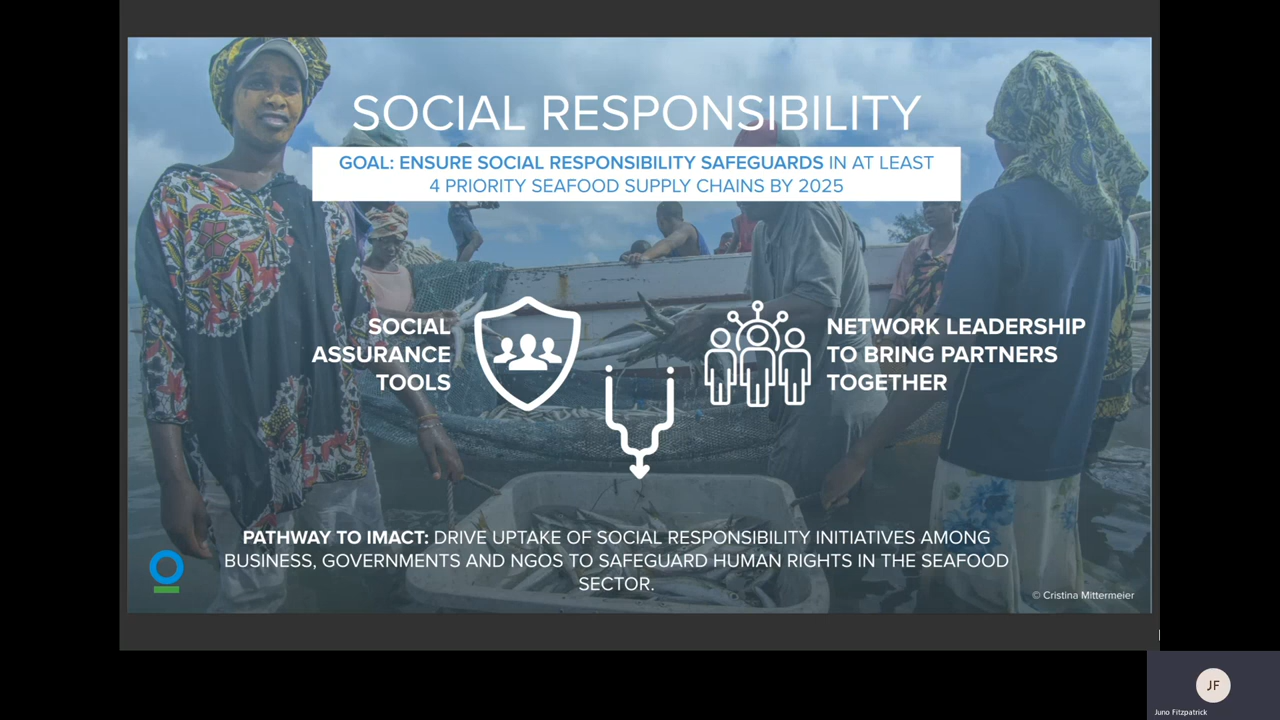 SOCIAL RESPONSIBILITY
GOAL: ENSURE SOCIAL RESPONSIBILITY SAFEGUARDS IN AT LEAST
4 PRIORITY SEAFOOD SUPPLY CHAINS BY 2025
SOCIAL
ASSURANCE
TOOLS
NETWORK LEADERSHIP
TO BRING PARTNERS
TOGETHER
PATHWAY TO IMACT: DRIVE UPTAKE OF SOCIAL RESPONSIBILITY INITIATIVES AMONG
BUSINESS, GOVERNMENTS AND NGOS TO SAFEGUARD HUMAN RIGHTS IN THE SEAFOOD
SECTOR.
© Cristina Mittermeier
JF
Juno Fitzpatrick